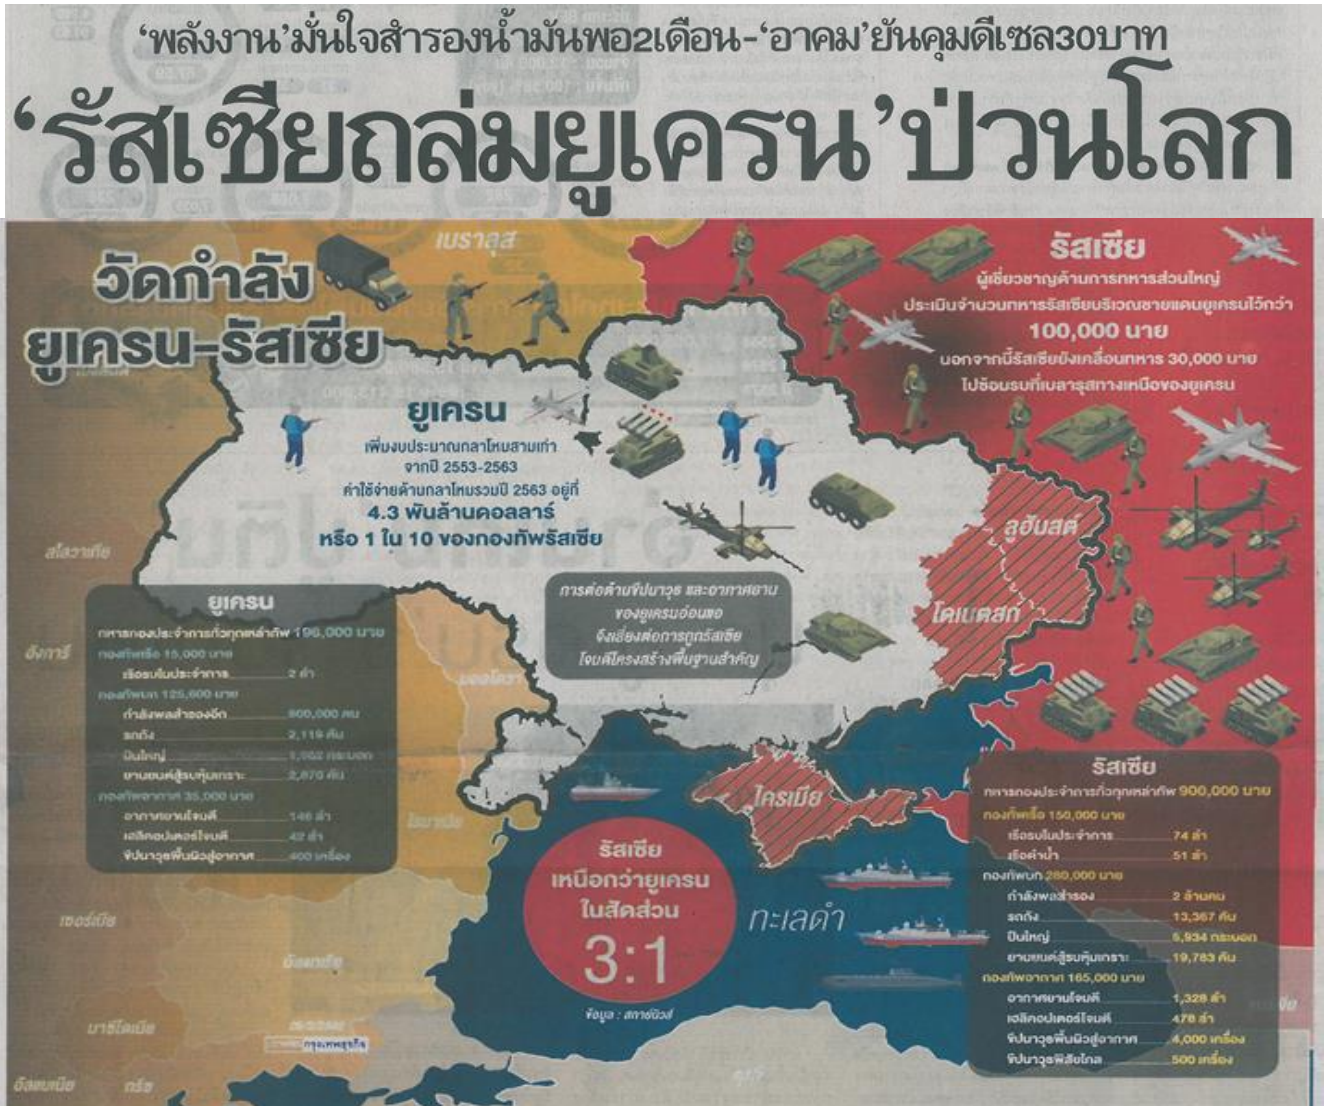 ‘พลังงาน’มั่นใจสำรองน้ำมันพอ2เดือน-‘อาคม’ยันคุมดีเซล30บาท
‘รัสเซียถล่มยูเครน’ป่วนโลก
วัดกำลัง
ยูเครน-รัสเซีย
เบราลุส
รัสเซีย
ผู้เชี่ยวชาญด้านการทหารส่วนใหญ่
ประเมินจำนวนทหารรัสเซียบริเวณชายแดนยูเครนไว้กว่า
100,000 นาย
นอกจากนี้รัสเซียยังเคลื่อนทหาร 30,000 นาย
ไปซ้อมรบที่เบลารุสทางเหนือของยูเครน
ยูเครน
เพิ่มงบประมาณกลาโหมสามเท่า
จากปี 2553-2563
ค่าใช้จ่ายด้านกลาโหมรวมปี 2563 อยู่ที่
4.3 พันล้านดอลลาร์
หรือ 1 ใน 10 ของกองทัพรัสเซีย
ลูฮันสต์
โดเนตสก์
การต่อต้านขีปนาวุธ และอากาศยาน
ของยูเครนอ่อนแอ
จึงเสี่ยงต่อการถูกรัสเซีย
โจมตีโครงสร้างพื้นฐานสำคัญ
สโลวาเกีย
ฮังการี
มอลโดวา
โรมาเนีย
เซอร์เบีย
มาซิโดเนีย
อัลแบเนีย
กรีซ
ยูเครน
ทหารกองประจำการทั่วทุกเหล่าทัพ 196,000 นาย
กองทัพเรือ 15,000 นาย
เรือรบในประจำการ 2 ลำ
กองทัพบก 125,600 นาย
กำลังพลสำรองอีก 900,000 คน
รถถัง 2,119 คัน
ปืนใหญ่ 1,962 กระบอก
ยานยนต์สู้รบหุ้มเกราะ 2,870 คัน
กองทัพอากาศ 35,000 นาย
อากาศยานโจมตี 146 ลำ
เฮลิคอปเตอร์โจมตี 42 ลำ
ขีปนาวุธพื้นผิวสู่อากาศ 400 เครื่อง
ไครเมีย
รัสเซีย
เหนือกว่ายูเครน
ในสัดส่วน
3:1
ข้อมูล : สกายนิวส์
ทะเลดำ
รัสเซีย
ทหารกองประจำการทั่วทุกเหล่าทัพ 900,000 นาย
กองทัพเรือ 150,000 นาย
เรือรบในประจำการ 74 ลำ
เรือดำน้ำ 51 ลำ
กองทัพบก 280,000 นาย
กำลังพลสำรอง 2 ล้านคน
รถถัง 13,367 คัน
ปืนใหญ่ 5,934 กระบอก
ยานยนต์สู้รบหุ้มเกราะ 19,783 คัน
กองทัพอากาศ 165,000 นาย
อากาศยานโจมตี 1,328 ลำ
เฮลิคอปเตอร์โจมตี 478 ลำ
ขีปนาวุธพื้นผิวสู่อากาศ 4,000 เครื่อง
ขีปนาวุธพิสัยไกล 500 เครื่อง
กรุงเทพธุรกิจ